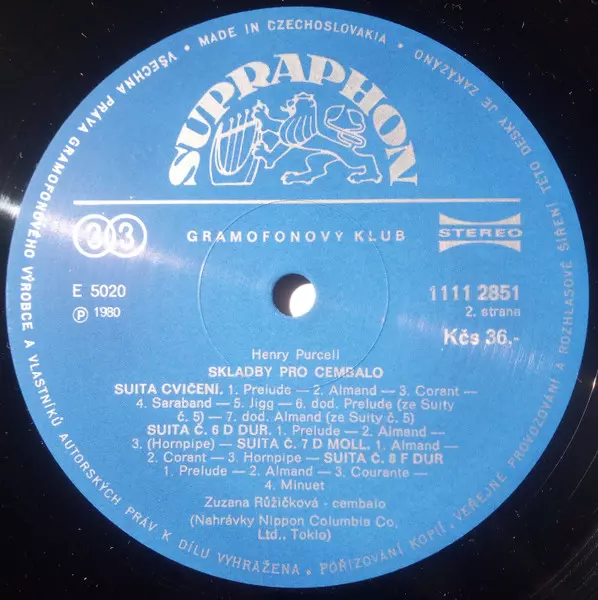 VŠECHNA PRÁVA GRAMOFONOVÉHO VÝROBCE A VLASTNÍKŮ AUTORSKÝCH PRÁV K DÍLU VYHRAŽENA. POŘIZOVÁNÍ KOPIÍ, VEŘEJNÉ PROVOZOVÁNÍ A ROZHLASOVÉ ŠÍŘENÍ TÉTO DESKY JE ZAKÁZÁNO • MADE IN CZECHOSLOVAKIA •
SUPRAPHON
33
GRAMOFONOVÝ KLUB
STEREO
E 5020
1111 2851
Ⓟ 1980
2. strana
Kčs 36,-
Henry Purcell
SKLADBY PRO CEMBALO
SUITA CVIČENÍ. 1. Prelude — 2. Almand — 3. Corant —
4. Saraband — 5. Jigg — 6. dod. Prelude (ze Suity
č. 5) — 7. dod. Almand (ze Suity č. 5)
SUITA Č. 6 D DUR. 1. Prelude — 2. Almand —
3. (Hornpipe) — SUITA Č. 7 D MOLL. 1. Almand
— 2. Corant — 3. Hornpipe — SUITA Č. 8 F DUR
1. Prelude — 2. Almand — 3. Courante —
4. Minuet
Zuzana Růžičková - cembalo
(Nahrávky Nippon Columbia Co,
Ltd., Tokio)